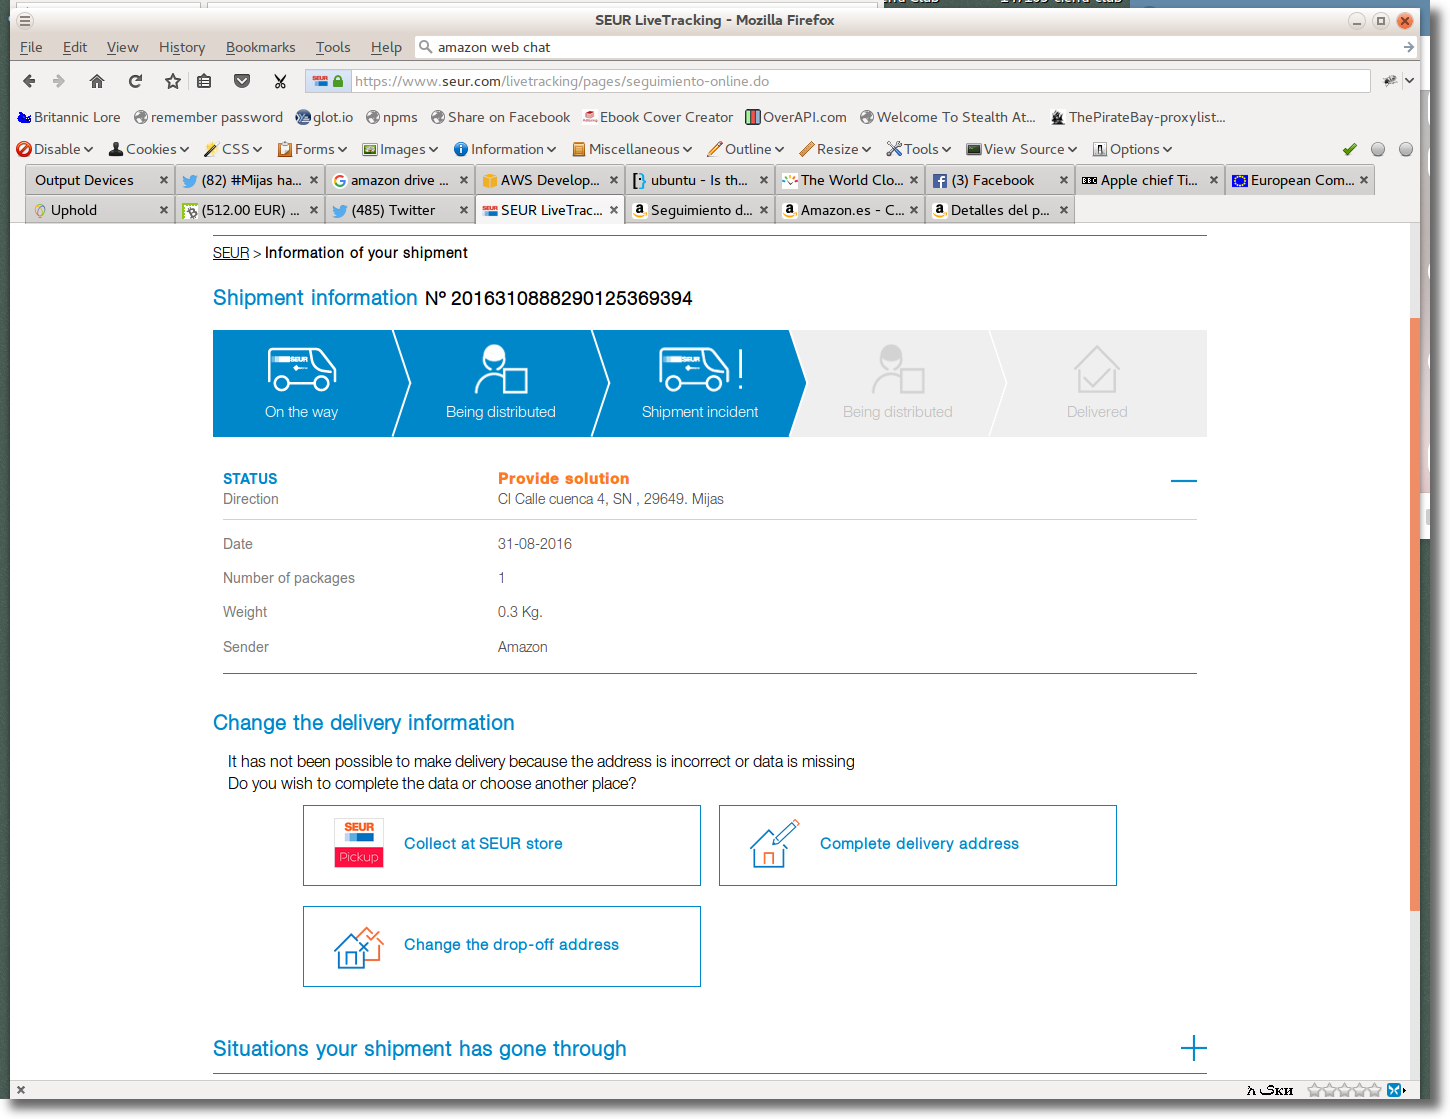 SEUR LiveTracking - Mozilla Firefox
File Edit View History Bookmarks Tools Help amazon web chat
https://www.seur.com/livetracking/pages/seguimiento-online.do
Britannic Lore remember password glot.io npms Share on Facebook Ebook Cover Creator OverAPI.com Welcome To Stealth At... ThePirateBay-proxylist...
Disable Cookies CSS Forms Images Information Miscellaneous Outline Resize Tools View Source Options
Output Devices (82) #Mijas ha... amazon drive ... AWS Develop... ubuntu - Is th... The World Clo... (3) Facebook BBC Apple chief Ti... European Com...
Uphold (512.00 EUR) ... (485) Twitter SEUR LiveTrac... Seguimiento d... Amazon.es - C... Detalles del p...
SEUR > Information of your shipment
Shipment information Nº 2016310888290125369394
On the way Being distributed Shipment incident Being distributed Delivered
STATUS Provide solution
Direction Cl Calle cuenca 4, SN , 29649. Mijas
Date 31-08-2016
Number of packages 1
Weight 0.3 Kg.
Sender Amazon
Change the delivery information
It has not been possible to make delivery because the address is incorrect or data is missing
Do you wish to complete the data or choose another place?
SEUR Pickup Collect at SEUR store Complete delivery address
Change the drop-off address
Situations your shipment has gone through